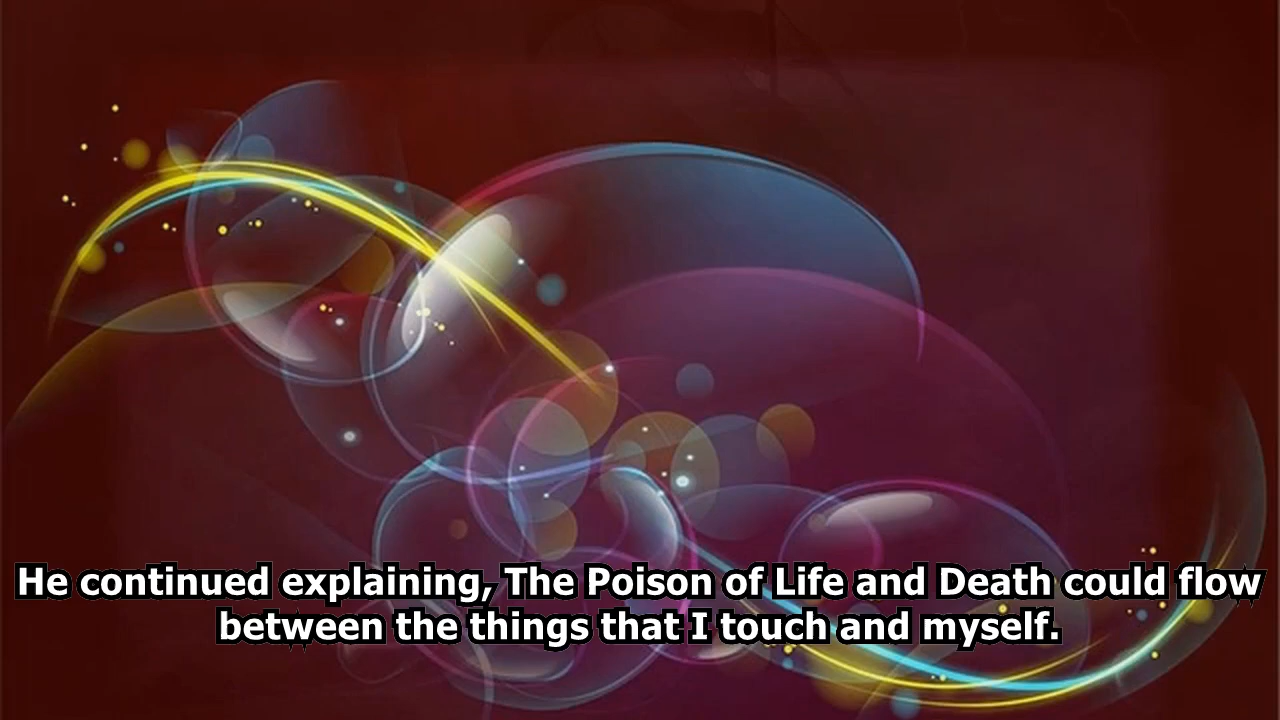 He continued explaining, The Poison of Life and Death could flow
between the things that I touch and myself.